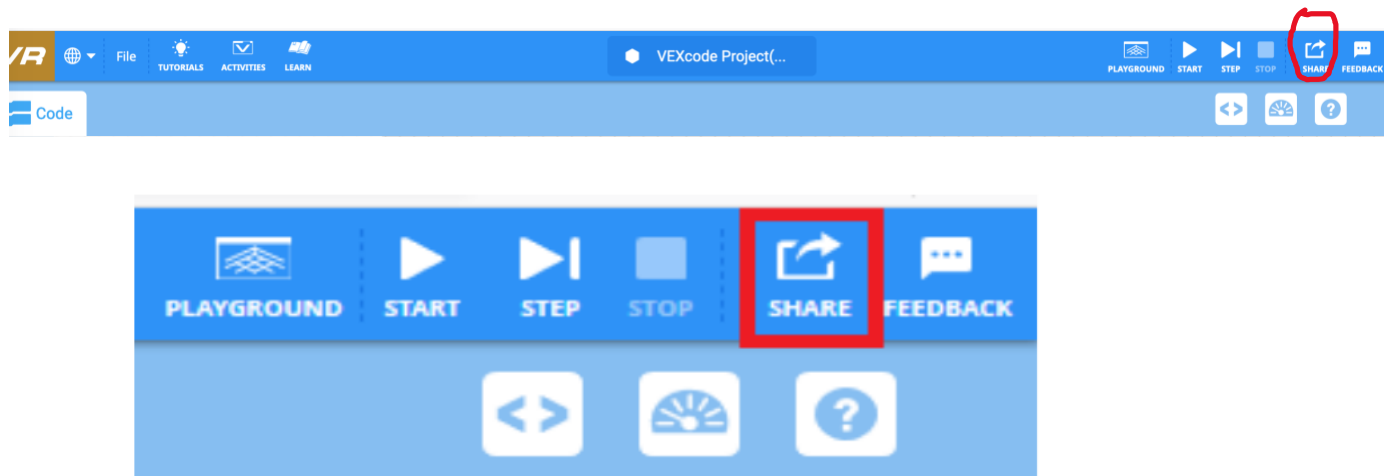 VR File TUTORIALS ACTIVITIES LEARN VEXcode Project(... PLAYGROUND START STEP STOP SHARE FEEDBACK
Code
PLAYGROUND START STEP STOP SHARE FEEDBACK